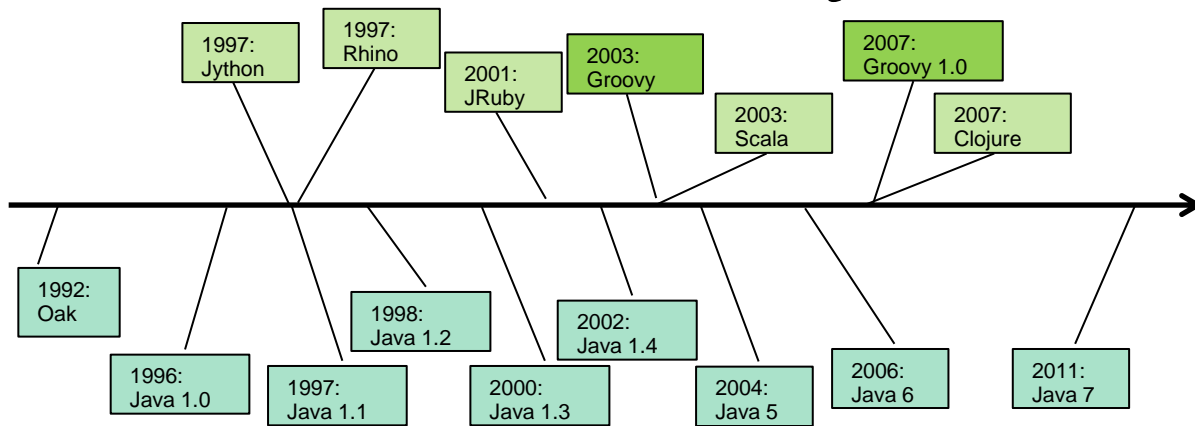 1997:
Jython
1997:
Rhino
2001:
JRuby
2003:
Groovy
2003:
Scala
2007:
Groovy 1.0
2007:
Clojure
1992:
Oak
1996:
Java 1.0
1997:
Java 1.1
1998:
Java 1.2
2000:
Java 1.3
2002:
Java 1.4
2004:
Java 5
2006:
Java 6
2011:
Java 7